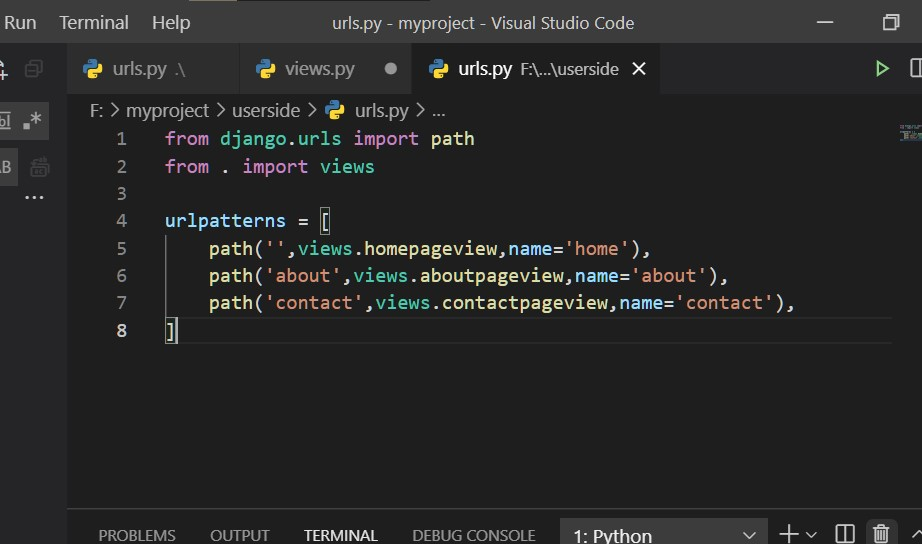 Run Terminal Help urls.py - myproject - Visual Studio Code
urls.py .\ views.py urls.py F:\...\userside
F: > myproject > userside > urls.py > ...
1 from django.urls import path
2 from . import views
3
4 urlpatterns = [
5     path('',views.homepageview,name='home'),
6     path('about',views.aboutpageview,name='about'),
7     path('contact',views.contactpageview,name='contact'),
8 ]
PROBLEMS OUTPUT TERMINAL DEBUG CONSOLE 1: Python